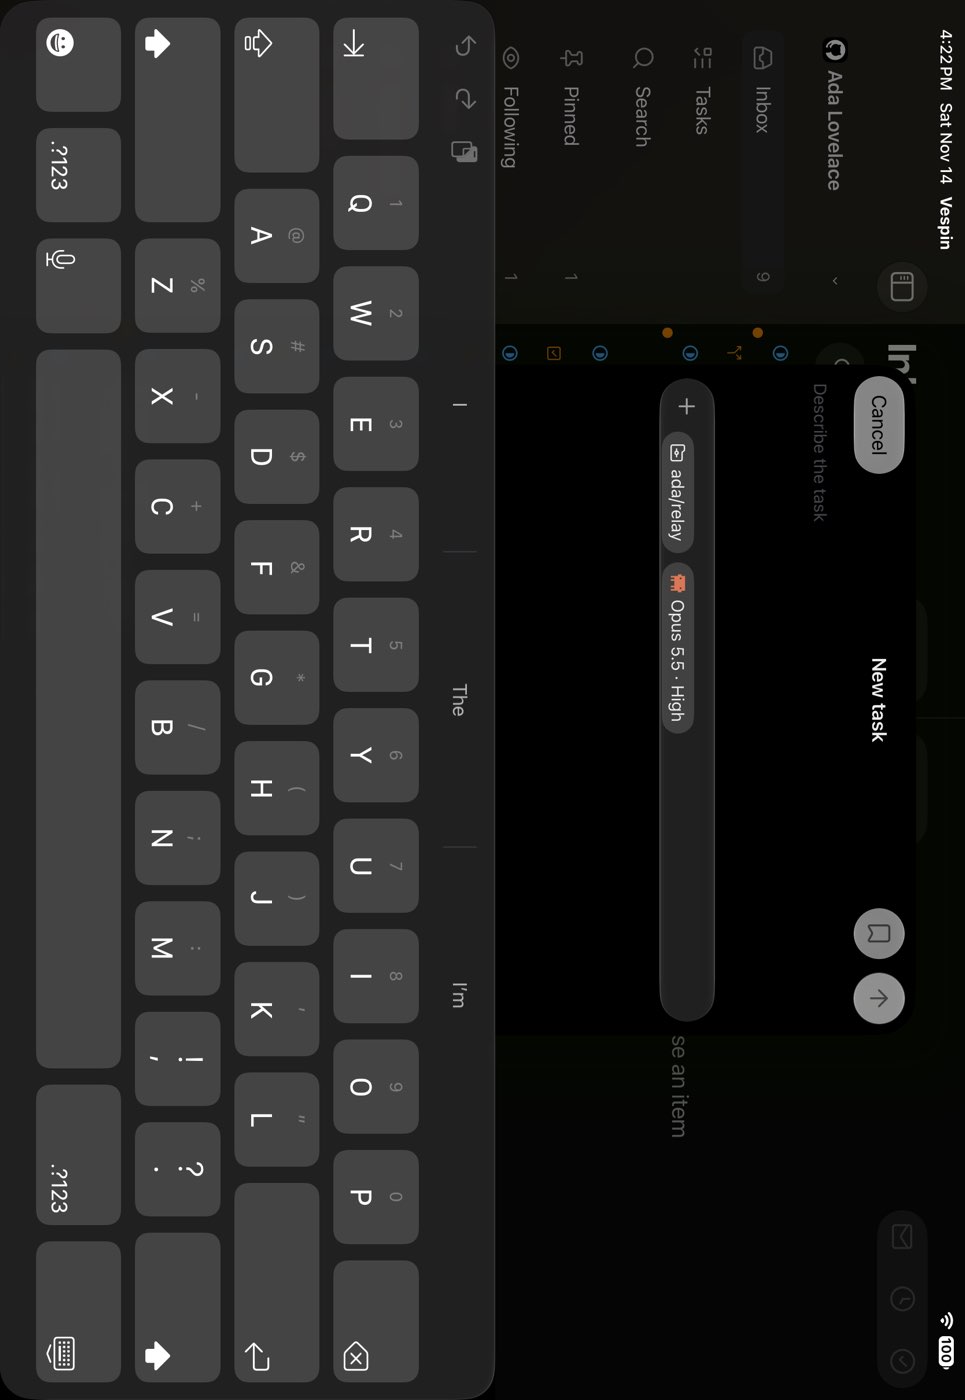 4:22 PM Sat Nov 14 Vespin
100
Cancel
New task
Ada Lovelace
Describe the task
Inbox 9
Tasks
ada/relay
Opus 5.5 · High
se an item
Search
Pinned 1
Following 1
I
The
I’m
1 2 3 4 5 6 7 8 9 0
Q W E R T Y U I O P
@ # $ & * ( ) ' "
A S D F G H J K L
% - + = / ; : ! ?
Z X C V B N M , .
.?123
.?123